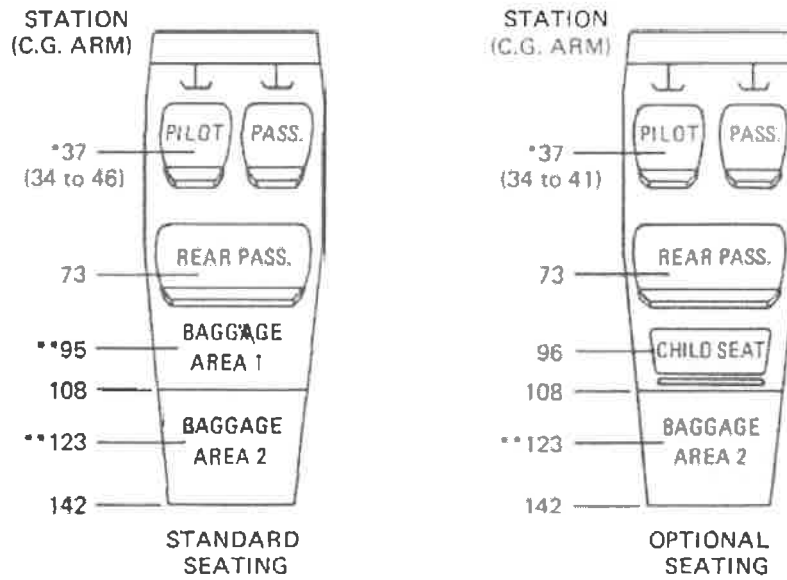 STATION
(C.G. ARM)
PILOT
PASS.
*37
(34 to 46)
REAR PASS.
73
BAGGAGE
AREA 1
**95
108
BAGGAGE
AREA 2
**123
142
STANDARD
SEATING
STATION
(C.G. ARM)
PILOT
PASS.
*37
(34 to 41)
REAR PASS.
73
CHILD SEAT
96
108
BAGGAGE
AREA 2
**123
142
OPTIONAL
SEATING